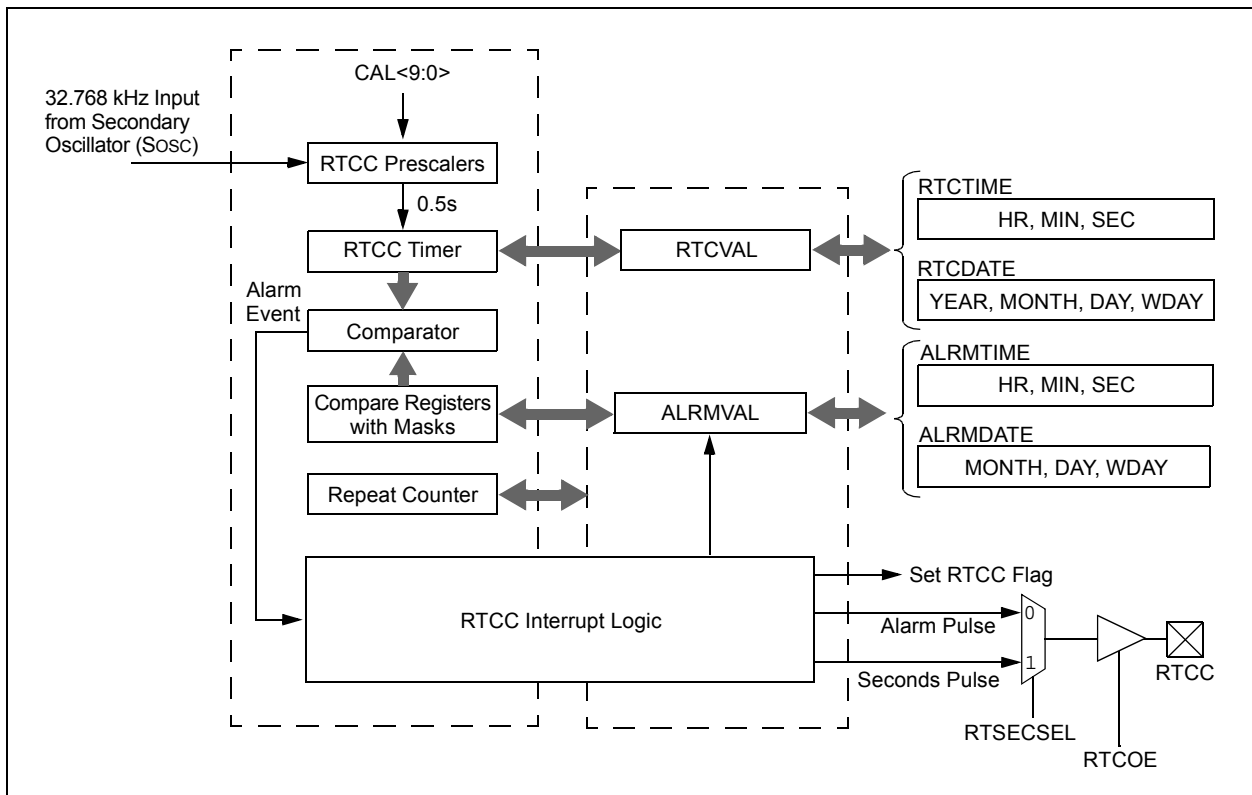 CAL<9:0>
32.768 kHz Input
from Secondary
Oscillator (SOSC)
RTCC Prescalers
0.5s
RTCC Timer
RTCVAL
RTCTIME
HR, MIN, SEC
RTCDATE
YEAR, MONTH, DAY, WDAY
Alarm
Event
Comparator
Compare Registers
with Masks
ALRMVAL
ALRMTIME
HR, MIN, SEC
ALRMDATE
MONTH, DAY, WDAY
Repeat Counter
RTCC Interrupt Logic
Set RTCC Flag
Alarm Pulse
0
Seconds Pulse
1
RTCC
RTSECSEL
RTCOE